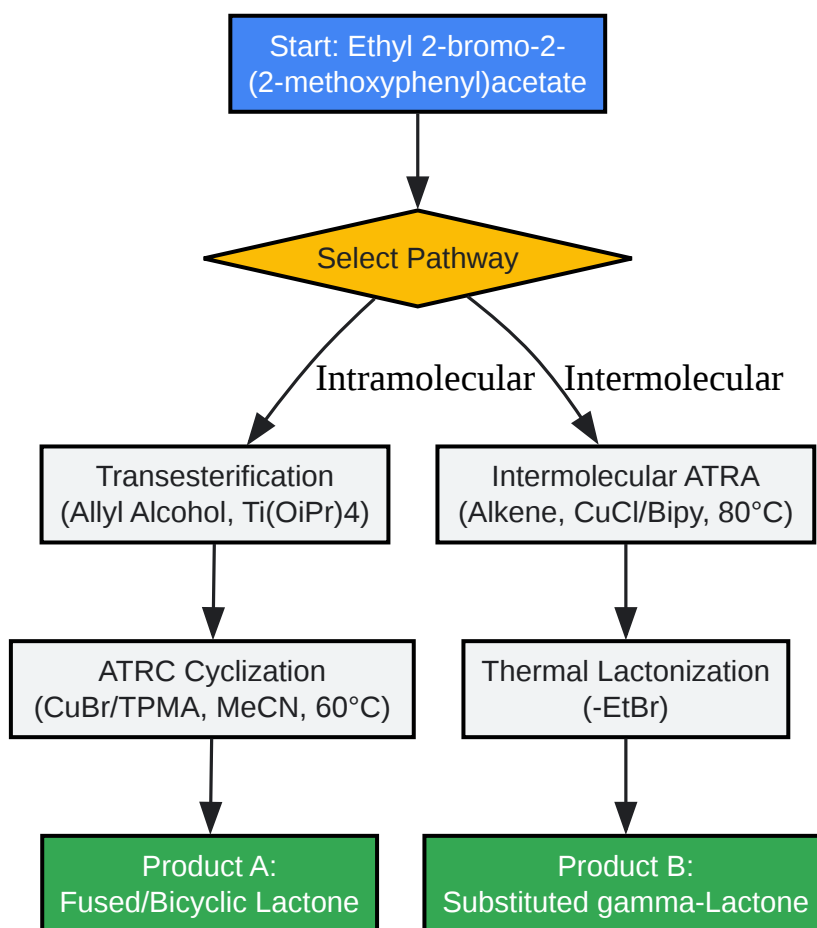 Start: Ethyl 2-bromo-2-
(2-methoxyphenyl)acetate
Select Pathway
Intramolecular
Intermolecular
Transesterification
(Allyl Alcohol, Ti(OiPr)4)
Intermolecular ATRA
(Alkene, CuCl/Bipy, 80°C)
ATRC Cyclization
(CuBr/TPMA, MeCN, 60°C)
Thermal Lactonization
(-EtBr)
Product A:
Fused/Bicyclic Lactone
Product B:
Substituted gamma-Lactone